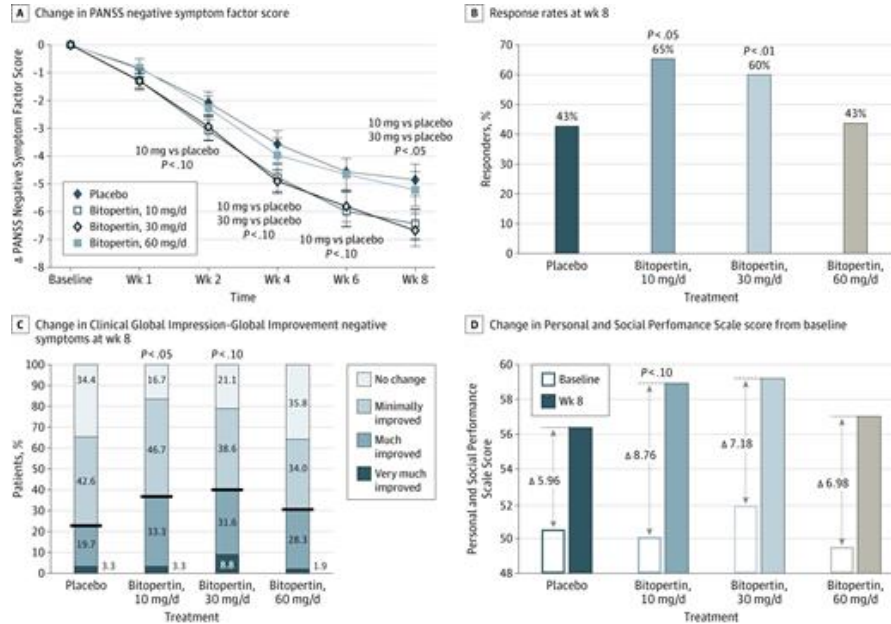 A Change in PANSS negative symptom factor score
Δ PANSS Negative Symptom Factor Score
0
-1
-2
-3
-4
-5
-6
-7
-8
10 mg vs placebo
P < .10
10 mg vs placebo
30 mg vs placebo
P < .10
10 mg vs placebo
P < .10
10 mg vs placebo
30 mg vs placebo
P < .05
Placebo
Bitopertin, 10 mg/d
Bitopertin, 30 mg/d
Bitopertin, 60 mg/d
Baseline Wk 1 Wk 2 Wk 4 Wk 6 Wk 8
Time
B Response rates at wk 8
Responders, %
80
70
60
50
40
30
20
10
0
43%
P < .05
65%
P < .01
60%
43%
Placebo Bitopertin, 10 mg/d Bitopertin, 30 mg/d Bitopertin, 60 mg/d
Treatment
C Change in Clinical Global Impression-Global Improvement negative
symptoms at wk 8
Patients, %
100
90
80
70
60
50
40
30
20
10
0
P < .05 P < .10
34.4 16.7 21.1 35.8
42.6 46.7 38.6 34.0
19.7 33.3 31.6 28.3
3.3 3.3 8.8 1.9
No change
Minimally
improved
Much
improved
Very much
improved
Placebo Bitopertin, 10 mg/d Bitopertin, 30 mg/d Bitopertin, 60 mg/d
Treatment
D Change in Personal and Social Perfomance Scale score from baseline
Personal and Social Performance
Scale Score
60
58
56
54
52
50
48
Baseline
Wk 8
P < .10
Δ 5.96
Δ 8.76
Δ 7.18
Δ 6.98
Placebo Bitopertin, 10 mg/d Bitopertin, 30 mg/d Bitopertin, 60 mg/d
Treatment